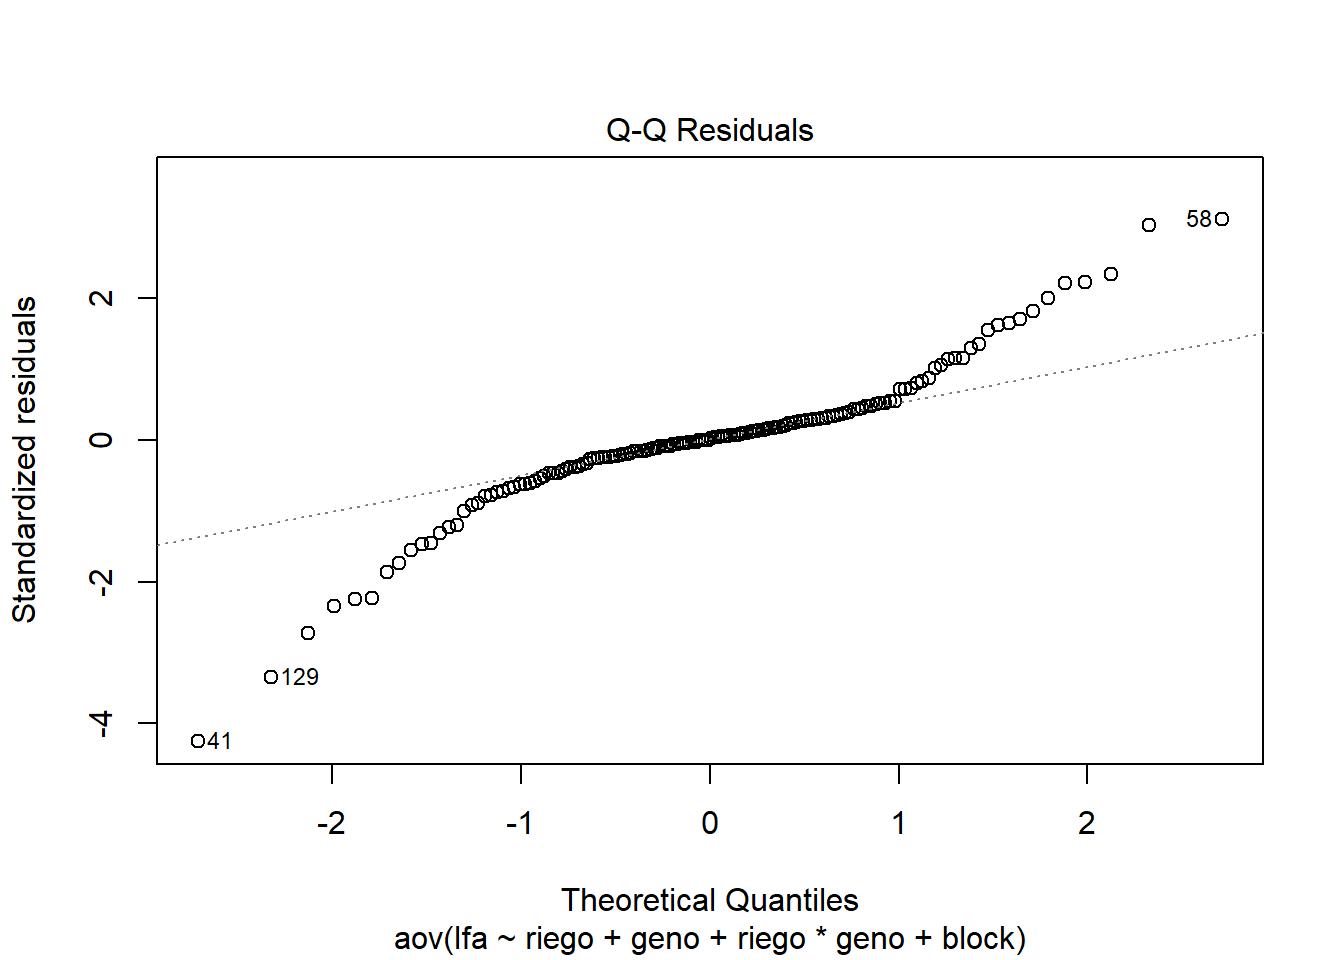 Q-Q Residuals
Standardized residuals
2
0
-2
-4
58
129
41
-2 -1 0 1 2
Theoretical Quantiles
aov(lfa ~ riego + geno + riego * geno + block)